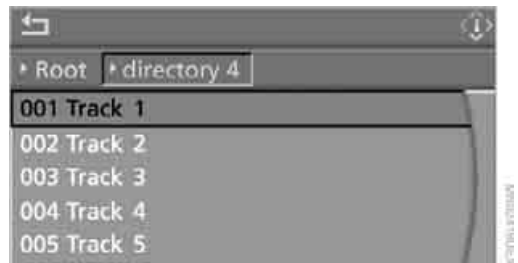 Root directory 4
001 Track 1
002 Track 2
003 Track 3
004 Track 4
005 Track 5